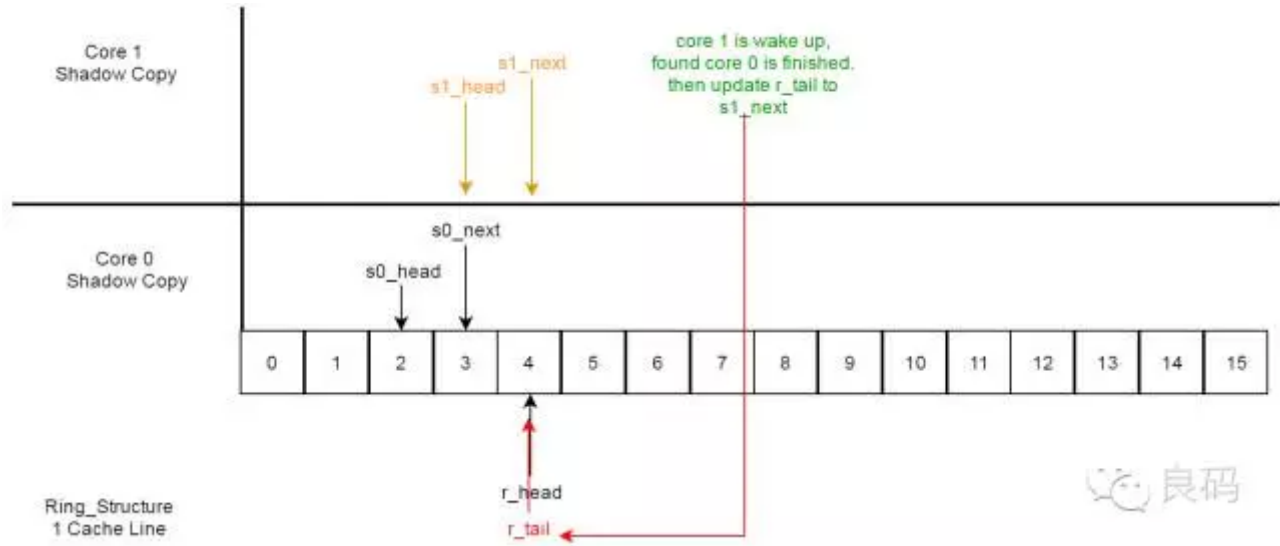 Core 1
Shadow Copy
s1_head
s1_next
core 1 is wake up,
found core 0 is finished.
then update r_tail to
s1_next
Core 0
Shadow Copy
s0_head
s0_next
0 1 2 3 4 5 6 7 8 9 10 11 12 13 14 15
Ring_Structure
1 Cache Line
r_head
r_tail
良码